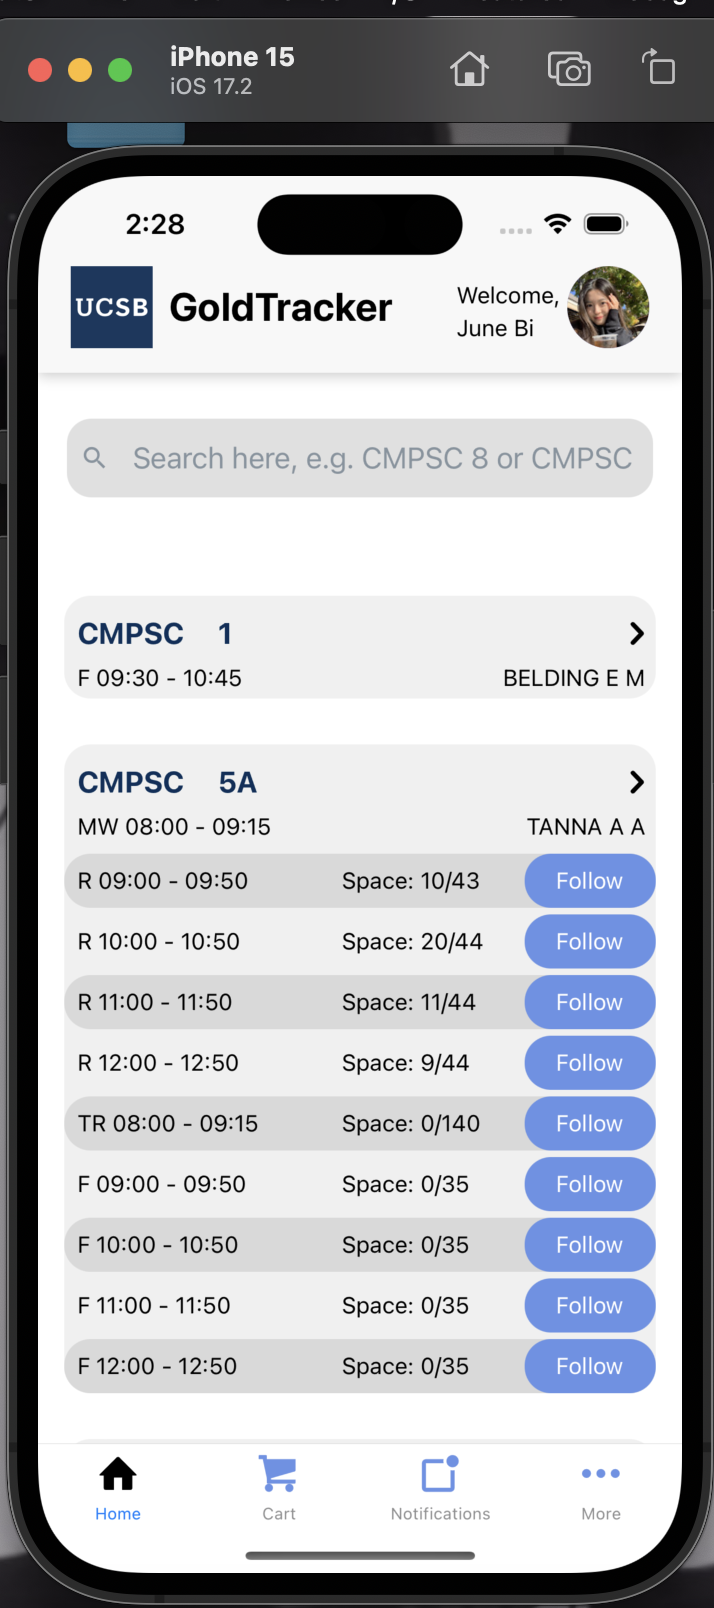 iPhone 15
iOS 17.2
2:28
UCSB GoldTracker
Welcome,
June Bi
Search here, e.g. CMPSC 8 or CMPSC
CMPSC 1
F 09:30 - 10:45 BELDING E M
CMPSC 5A
MW 08:00 - 09:15 TANNA A A
R 09:00 - 09:50 Space: 10/43 Follow
R 10:00 - 10:50 Space: 20/44 Follow
R 11:00 - 11:50 Space: 11/44 Follow
R 12:00 - 12:50 Space: 9/44 Follow
TR 08:00 - 09:15 Space: 0/140 Follow
F 09:00 - 09:50 Space: 0/35 Follow
F 10:00 - 10:50 Space: 0/35 Follow
F 11:00 - 11:50 Space: 0/35 Follow
F 12:00 - 12:50 Space: 0/35 Follow
Home Cart Notifications More